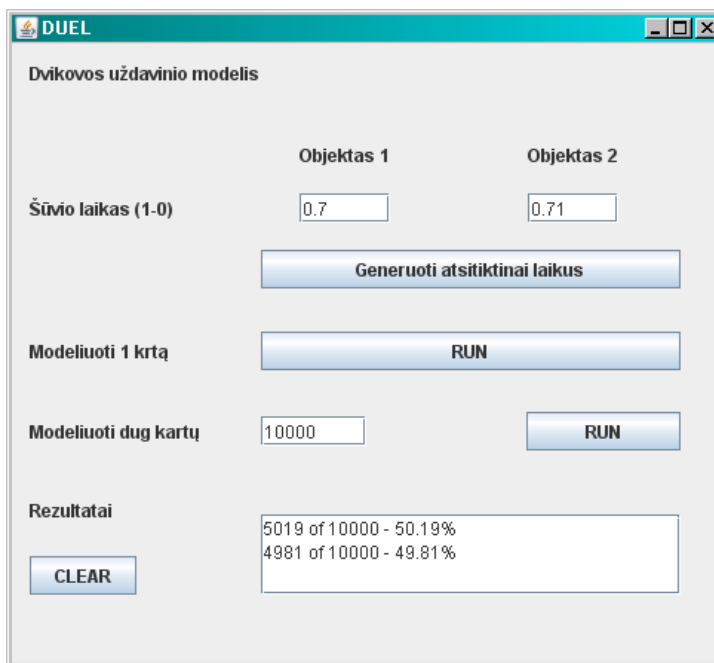 DUEL
Dvikovos uždavinio modelis
Objektas 1 Objektas 2
Šūvio laikas (1-0) 0.7 0.71
Generuoti atsitiktinai laikus
Modeliuoti 1 krtą RUN
Modeliuoti dug kartų 10000 RUN
Rezultatai
5019 of 10000 - 50.19%
4981 of 10000 - 49.81%
CLEAR